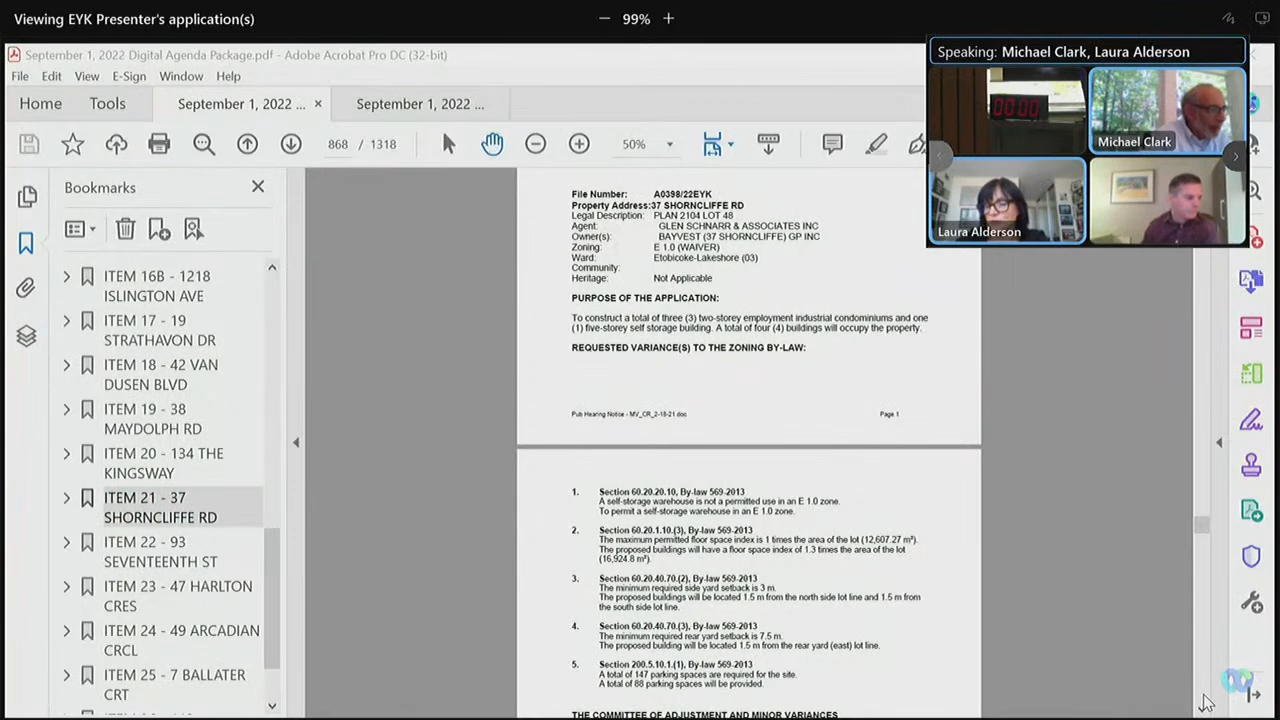 Viewing EYK Presenter's application(s)
99%
Speaking: Michael Clark, Laura Alderson
September 1, 2022 Digital Agenda Package.pdf - Adobe Acrobat Pro DC (32-bit)
File Edit View E-Sign Window Help
Home Tools September 1, 2022 ... × September 1, 2022 ...
868 / 1318 50%
00:00
Michael Clark
Laura Alderson
Bookmarks
ITEM 16B - 1218
ISLINGTON AVE
ITEM 17 - 19
STRATHAVON DR
ITEM 18 - 42 VAN
DUSEN BLVD
ITEM 19 - 38
MAYDOLPH RD
ITEM 20 - 134 THE
KINGSWAY
ITEM 21 - 37
SHORNCLIFFE RD
ITEM 22 - 93
SEVENTEENTH ST
ITEM 23 - 47 HARLTON
CRES
ITEM 24 - 49 ARCADIAN
CRCL
ITEM 25 - 7 BALLATER
CRT
File Number: A0398/22EYK
Property Address:37 SHORNCLIFFE RD
Legal Description: PLAN 2104 LOT 48
Agent: GLEN SCHNARR & ASSOCIATES INC
Owner(s): BAYVEST (37 SHORNCLIFFE) GP INC
Zoning: E 1.0 (WAIVER)
Ward: Etobicoke-Lakeshore (03)
Community:
Heritage: Not Applicable
PURPOSE OF THE APPLICATION:
To construct a total of three (3) two-storey employment industrial condominiums and one
(1) five-storey self storage building. A total of four (4) buildings will occupy the property.
REQUESTED VARIANCE(S) TO THE ZONING BY-LAW:
Pub Hearing Notice - MV_CR_2-18-21.doc Page 1
1. Section 60.20.20.10, By-law 569-2013
A self-storage warehouse is not a permitted use in an E 1.0 zone.
To permit a self-storage warehouse in an E 1.0 zone.
2. Section 60.20.1.10.(3), By-law 569-2013
The maximum permitted floor space index is 1 times the area of the lot (12,607.27 m²).
The proposed buildings will have a floor space index of 1.3 times the area of the lot
(16,924.8 m²).
3. Section 60.20.40.70.(2), By-law 569-2013
The minimum required side yard setback is 3 m.
The proposed buildings will be located 1.5 m from the north side lot line and 1.5 m from
the south side lot line.
4. Section 60.20.40.70.(3), By-law 569-2013
The minimum required rear yard setback is 7.5 m.
The proposed building will be located 1.5 m from the rear yard (east) lot line.
5. Section 200.5.10.1.(1), By-law 569-2013
A total of 147 parking spaces are required for the site.
A total of 88 parking spaces will be provided.
THE COMMITTEE OF ADJUSTMENT AND MINOR VARIANCES